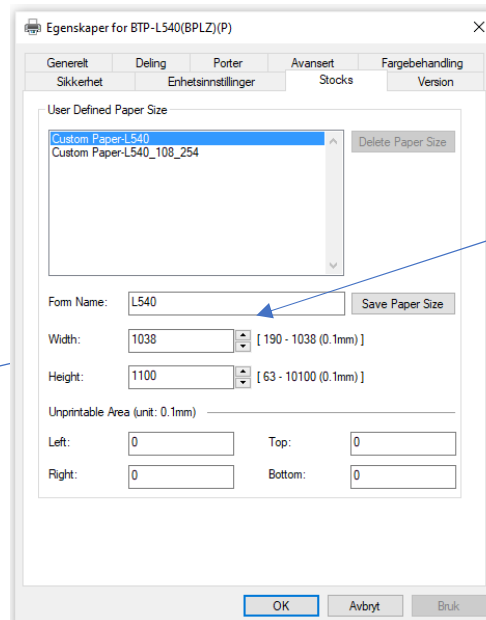 Egenskaper for BTP-L540(BPLZ)(P)
Generelt Deling Porter Avansert Fargebehandling
Sikkerhet Enhetsinnstillinger Stocks Version
User Defined Paper Size
Custom Paper-L540
Delete Paper Size
Custom Paper-L540_108_254
Form Name: L540 Save Paper Size
Width: 1038 [ 190 - 1038 (0.1mm) ]
Height: 1100 [ 63 - 10100 (0.1mm) ]
Unprintable Area (unit: 0.1mm)
Left: 0 Top: 0
Right: 0 Bottom: 0
OK Avbryt Bruk